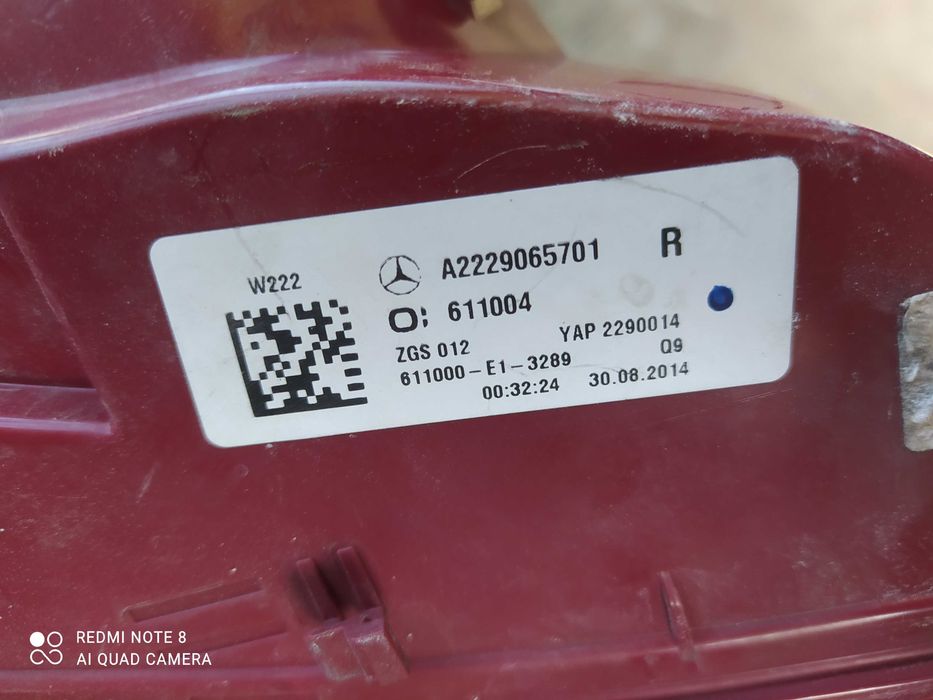 W222
A2229065701 R
611004
ZGS 012 YAP 2290014
611000-E1-3289 Q9
00:32:24 30.08.2014
REDMI NOTE 8
AI QUAD CAMERA